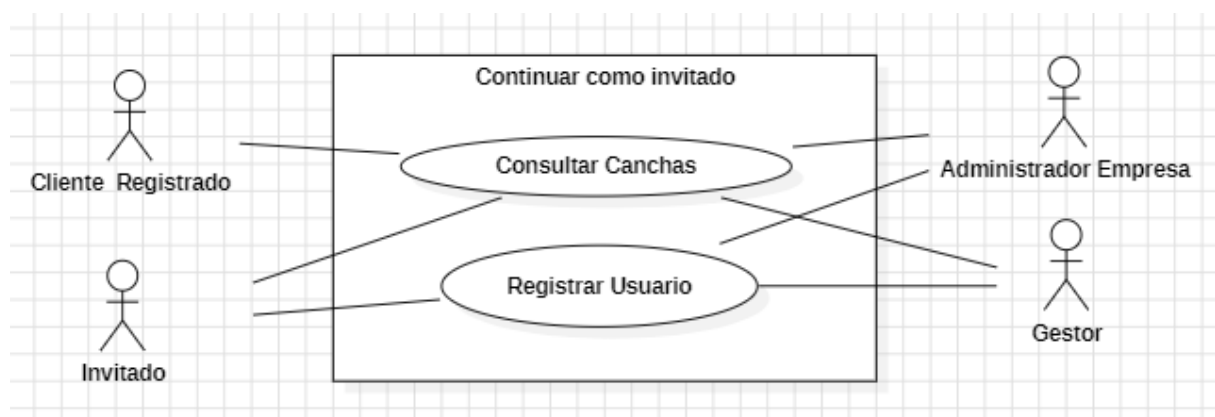 Continuar como invitado
Consultar Canchas
Cliente Registrado
Administrador Empresa
Registrar Usuario
Gestor
Invitado